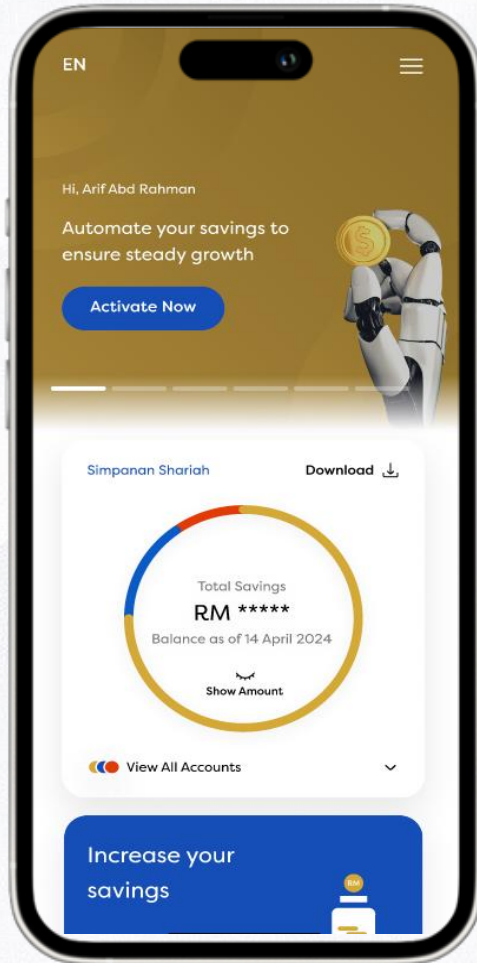 EN
Hi, Arif Abd Rahman
Automate your savings to
ensure steady growth
Activate Now
Simpanan Shariah
Download
Total Savings
RM *****
Balance as of 14 April 2024
Show Amount
View All Accounts
Increase your
savings
RM